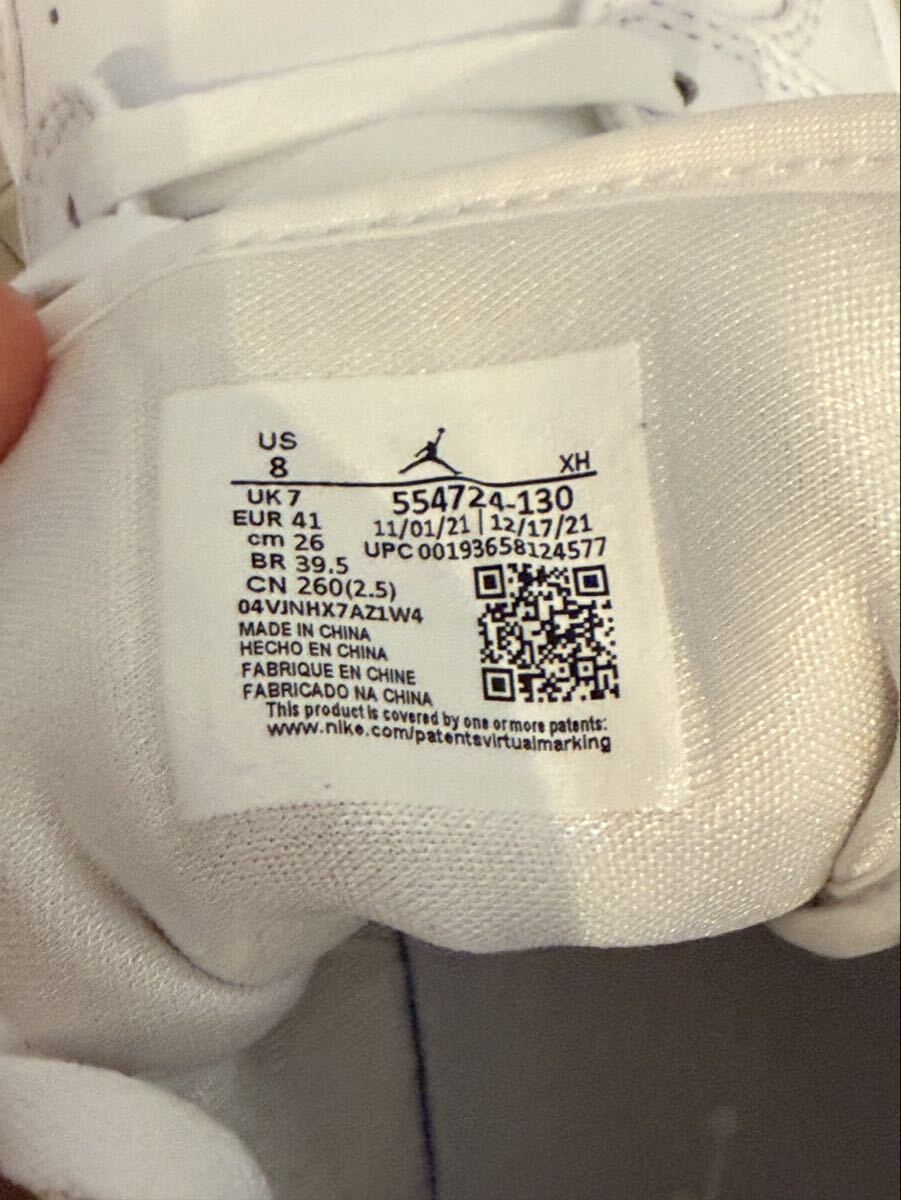 US
8
XH
UK 7
554724-130
EUR 41
11/01/21 | 12/17/21
cm 26
UPC 00193658124577
BR 39.5
CN 260(2.5)
04VJNHX7AZ1W4
MADE IN CHINA
HECHO EN CHINA
FABRIQUE EN CHINE
FABRICADO NA CHINA
This product is covered by one or more patents:
www.nike.com/patentsvirtualmarking